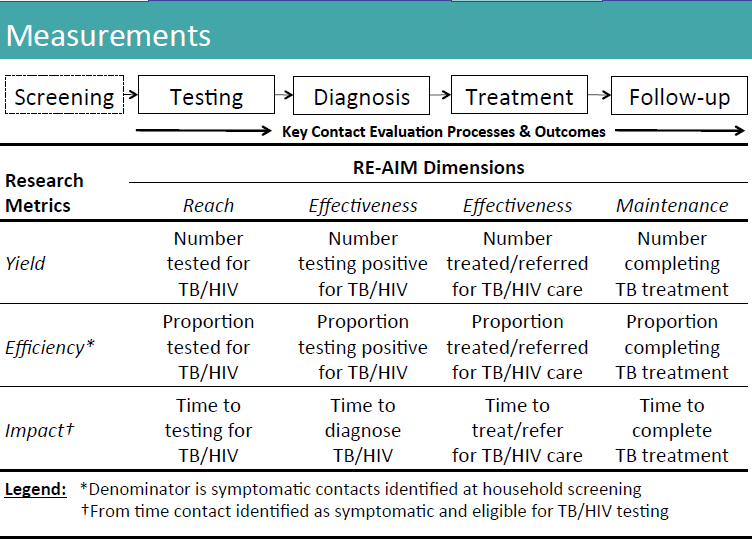 Measurements
Screening Testing Diagnosis Treatment Follow-up
Key Contact Evaluation Processes & Outcomes
Research Metrics
RE-AIM Dimensions
Reach Effectiveness Effectiveness Maintenance
Yield
Number tested for TB/HIV
Number testing positive for TB/HIV
Number treated/referred for TB/HIV care
Number completing TB treatment
Efficiency*
Proportion tested for TB/HIV
Proportion testing positive for TB/HIV
Proportion treated/referred for TB/HIV care
Proportion completing TB treatment
Impact†
Time to testing for TB/HIV
Time to diagnose TB/HIV
Time to treat/refer for TB/HIV care
Time to complete TB treatment
Legend: *Denominator is symptomatic contacts identified at household screening
†From time contact identified as symptomatic and eligible for TB/HIV testing